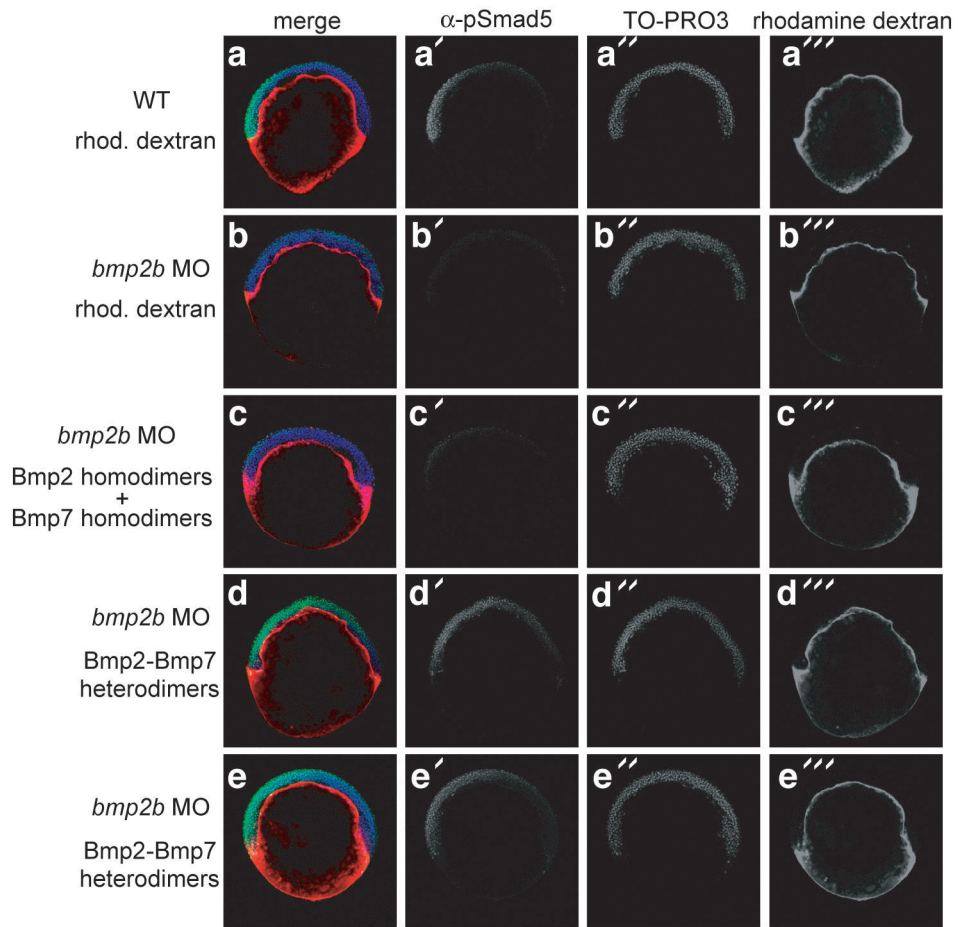 merge α-pSmad5 TO-PRO3 rhodamine dextran
a a′ a′′ a′′′
WT
rhod. dextran
b b′ b′′ b′′′
bmp2b MO
rhod. dextran
c c′ c′′ c′′′
bmp2b MO
Bmp2 homodimers
+
Bmp7 homodimers
d d′ d′′ d′′′
bmp2b MO
Bmp2-Bmp7
heterodimers
e e′ e′′ e′′′
bmp2b MO
Bmp2-Bmp7
heterodimers